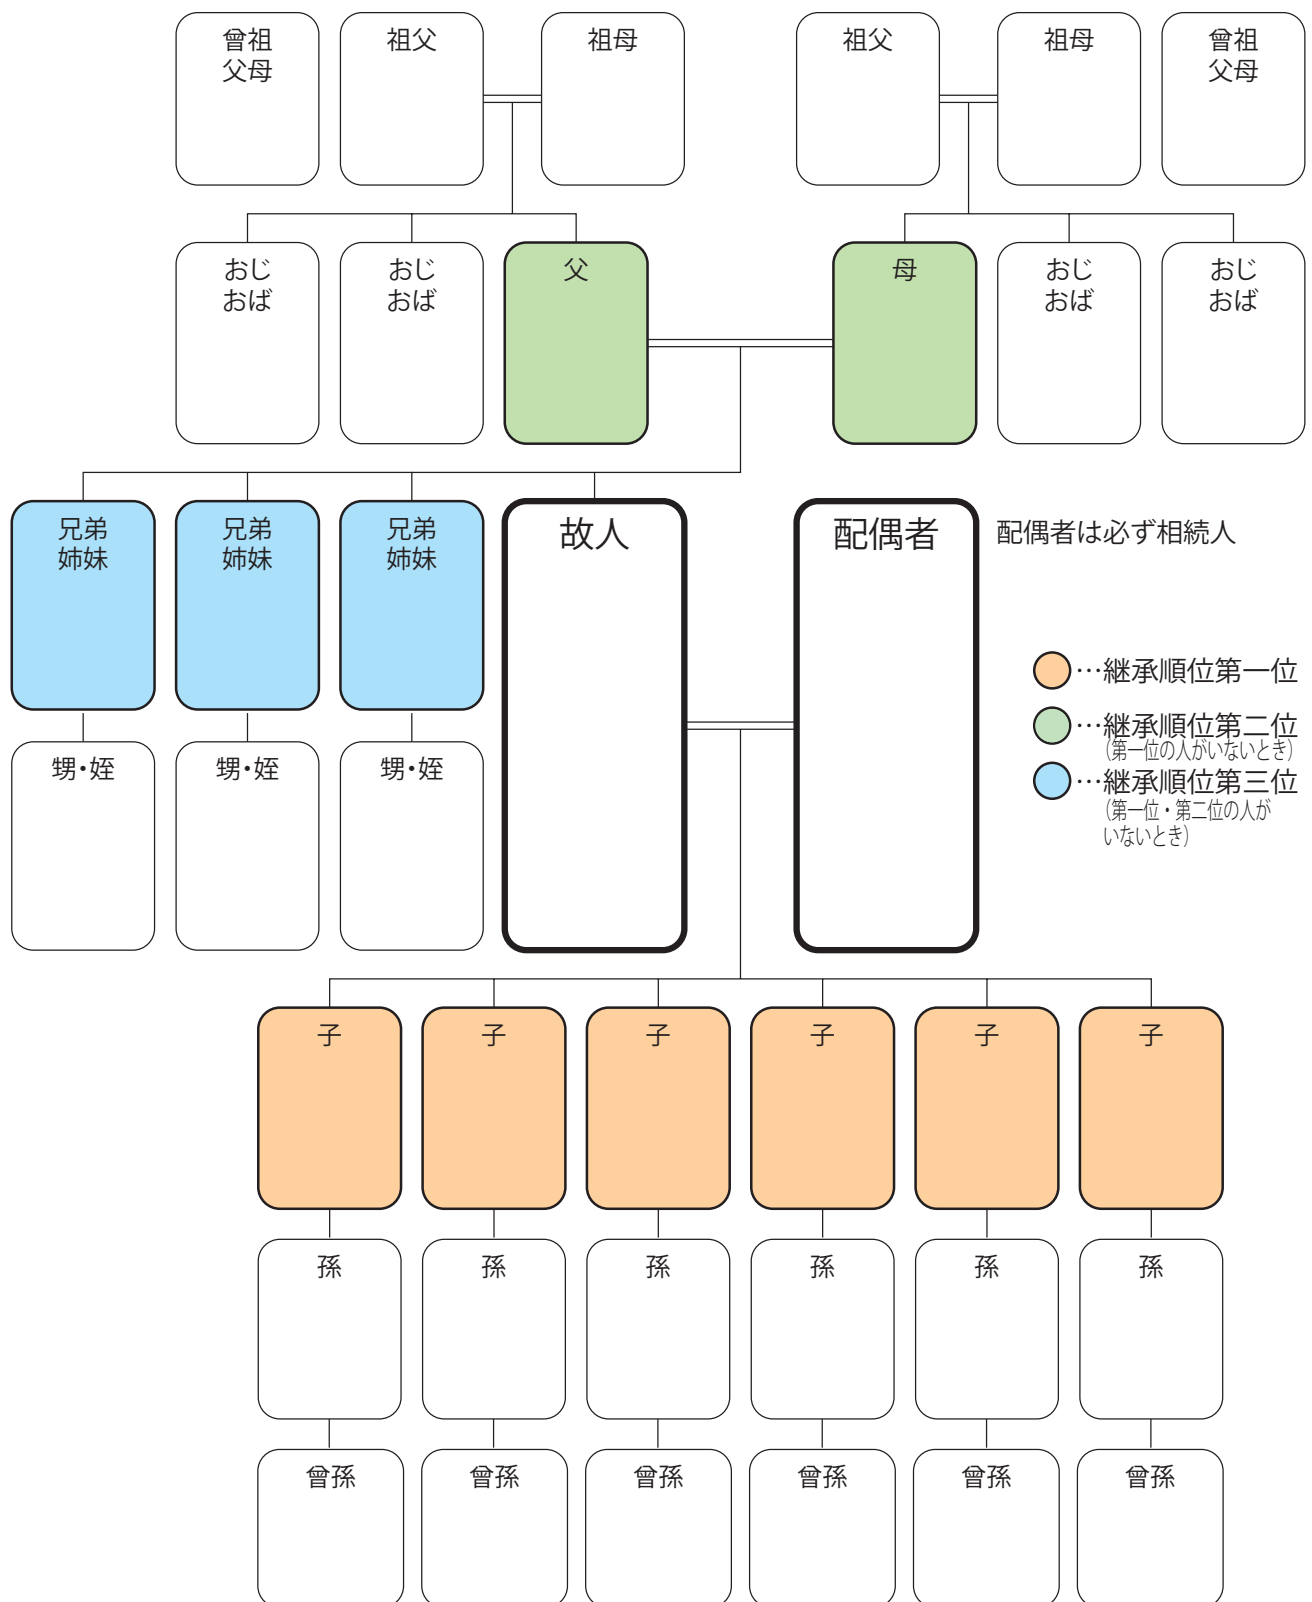 曾祖
父母
祖父
祖母
祖父
祖母
曾祖
父母
おじ
おば
おじ
おば
父
母
おじ
おば
おじ
おば
兄弟
姉妹
兄弟
姉妹
兄弟
姉妹
故人
配偶者
配偶者は必ず相続人
…継承順位第一位
…継承順位第二位
(第一位の人がいないとき)
…継承順位第三位
(第一位・第二位の人が
いないとき)
甥・姪
甥・姪
甥・姪
子
子
子
子
子
子
孫
孫
孫
孫
孫
孫
曾孫
曾孫
曾孫
曾孫
曾孫
曾孫